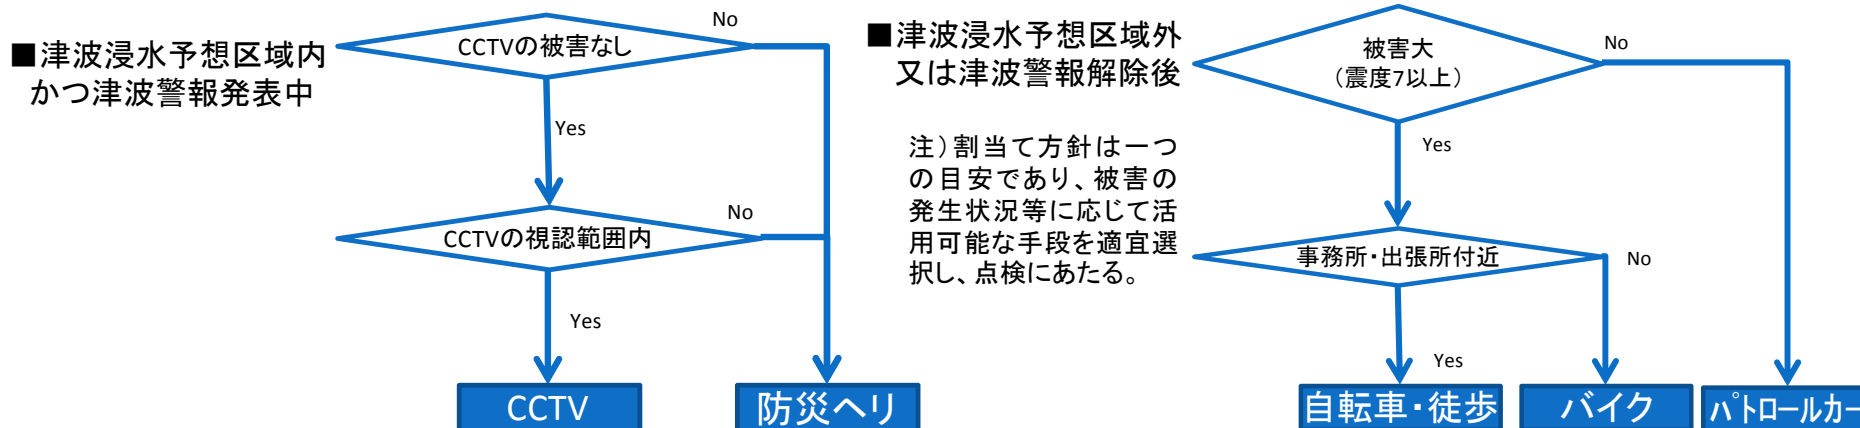 ■津波浸水予想区域内
かつ津波警報発表中
CCTVの被害なし
No
Yes
CCTVの視認範囲内
No
Yes
CCTV
防災ヘリ
■津波浸水予想区域外
又は津波警報解除後
注）割当て方針は一つ
の目安であり、被害の
発生状況等に応じて活
用可能な手段を適宜選
択し、点検にあたる。
被害大
（震度7以上）
No
Yes
事務所・出張所付近
No
Yes
自転車・徒歩
バイク
パトロールカー